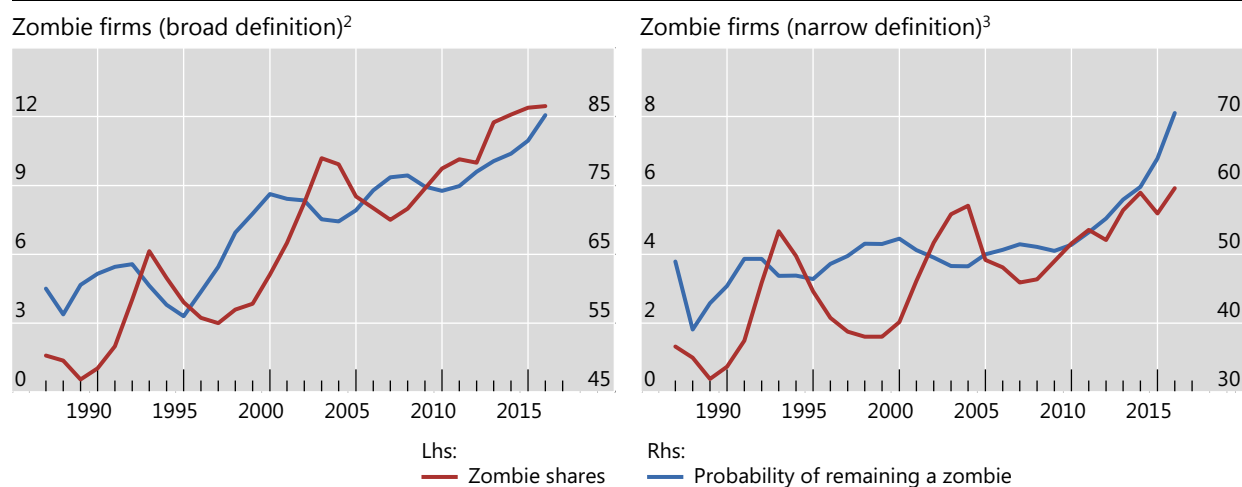 Zombie firms (broad definition)2
12 85
9 75
6 65
3 55
0 45
1990 1995 2000 2005 2010 2015
Zombie firms (narrow definition)3
8 70
6 60
4 50
2 40
0 30
1990 1995 2000 2005 2010 2015
Lhs:
Zombie shares
Rhs:
Probability of remaining a zombie